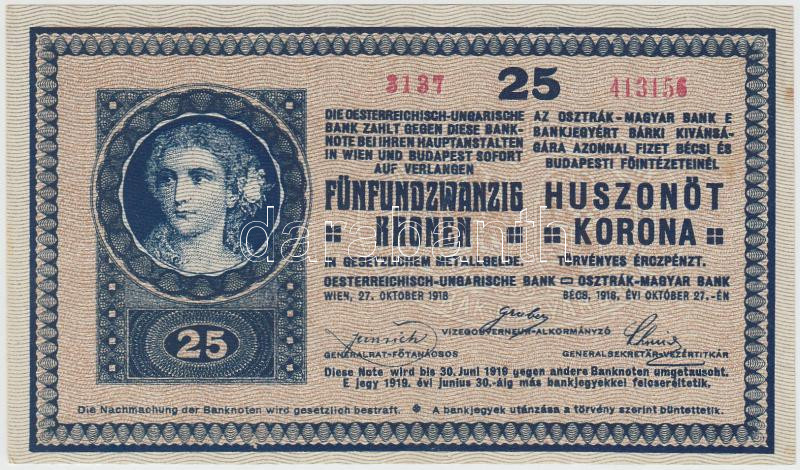 3137 25 413156
DIE OESTERREICHISCH-UNGARISCHE
BANK ZAHLT GEGEN DIESE BANK-
NOTE BEI IHREN HAUPTANSTALTEN
IN WIEN UND BUDAPEST SOFORT
AUF VERLANGEN
FÜNFUNDZWANZIG
KRONEN
IN GESETZLICHEM METALLGELDE.
OESTERREICHISCH-UNGARISCHE BANK
WIEN, 27. OKTOBER 1918
AZ OSZTRÁK-MAGYAR BANK E
BANKJEGYÉRT BÁRKI KIVÁNSÁ-
GÁRA AZONNAL FIZET BÉCSI ÉS
BUDAPESTI FŐINTÉZETEINÉL
HUSZONÖT
KORONA
TÖRVÉNYES ÉRCZPÉNZT.
OSZTRÁK-MAGYAR BANK
BÉCS, 1918, ÉVI OKTÓBER 27.-ÉN
VIZEGOUVERNEUR-ALKORMÁNYZÓ
GENERALRAT-FŐTANÁCSOS
GENERALSEKRETÄR-VEZÉRTITKÁR
25
Diese Note wird bis 30. Juni 1919 gegen andere Banknoten umgetauscht.
E jegy 1919. évi junius 30.-áig más bankjegyekkel felcseréltetik.
Die Nachmachung der Banknoten wird gesetzlich bestraft. A bankjegyek utánzása a törvény szerint büntettetik.
darabanth